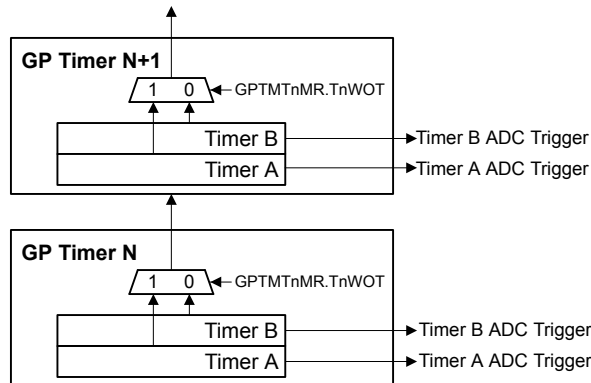 GP Timer N+1
1 0 GPTMTnMR.TnWOT
Timer B Timer B ADC Trigger
Timer A Timer A ADC Trigger
GP Timer N
1 0 GPTMTnMR.TnWOT
Timer B Timer B ADC Trigger
Timer A Timer A ADC Trigger